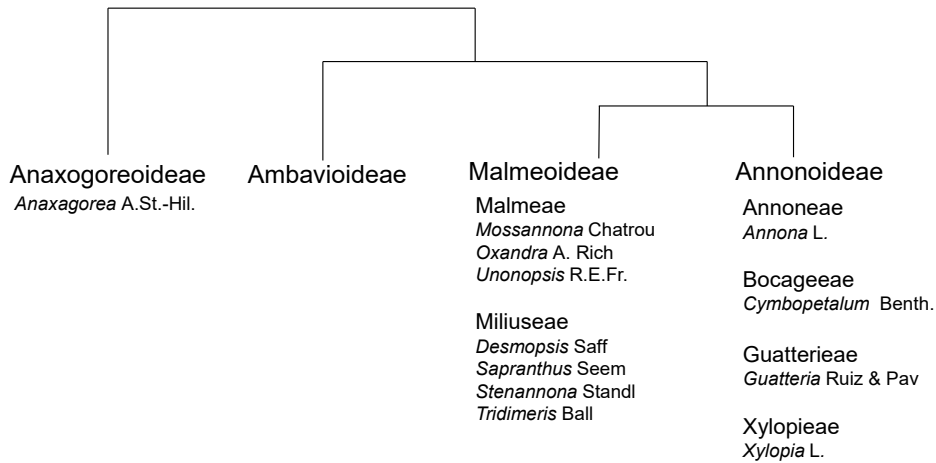 Anaxogoreoideae
Anaxagorea A.St.-Hil.
Ambavioideae
Malmeoideae
Malmeae
Mossannona Chatrou
Oxandra A. Rich
Unonopsis R.E.Fr.
Miliuseae
Desmopsis Saff
Sapranthus Seem
Stenannona Standl
Tridimeris Ball
Annonoideae
Annoneae
Annona L.
Bocageeae
Cymbopetalum Benth.
Guatterieae
Guatteria Ruiz & Pav
Xylopieae
Xylopia L.